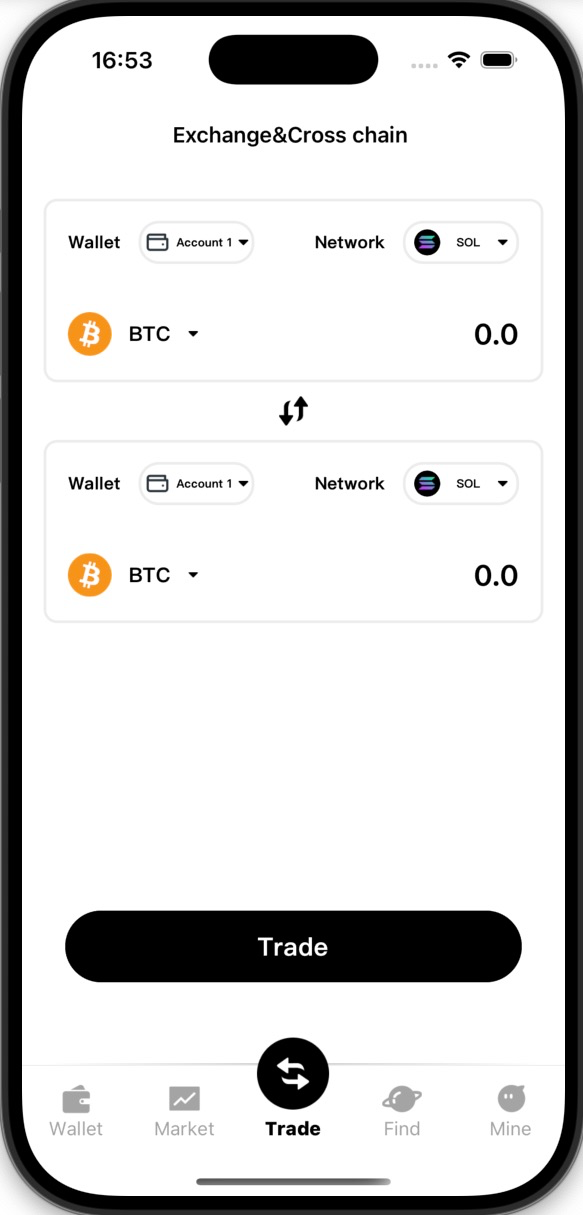 16:53
Exchange&Cross chain
Wallet Account 1 Network SOL
BTC 0.0
Wallet Account 1 Network SOL
BTC 0.0
Trade
Wallet Market Trade Find Mine